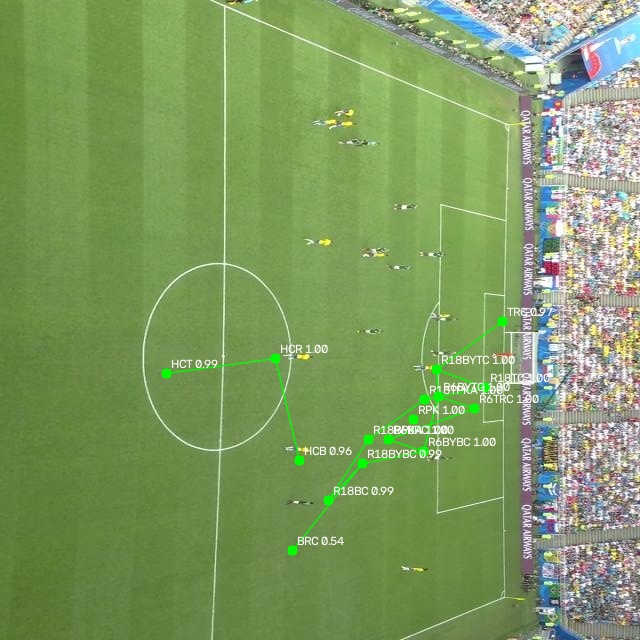 QATAR AIRWAYS
QATAR AIRWAYS
QATAR AIRWAYS
TRC 0.97
HCR 1.00
HCT 0.99
R18BYTC 1.00
R6TRC 1.00
RPK 1.00
R6BYBC 1.00
HCB 0.96
R18BYBC 0.99
QATAR AIRWAYS
R18BC 0.99
QATAR AIRWAYS
BRC 0.54